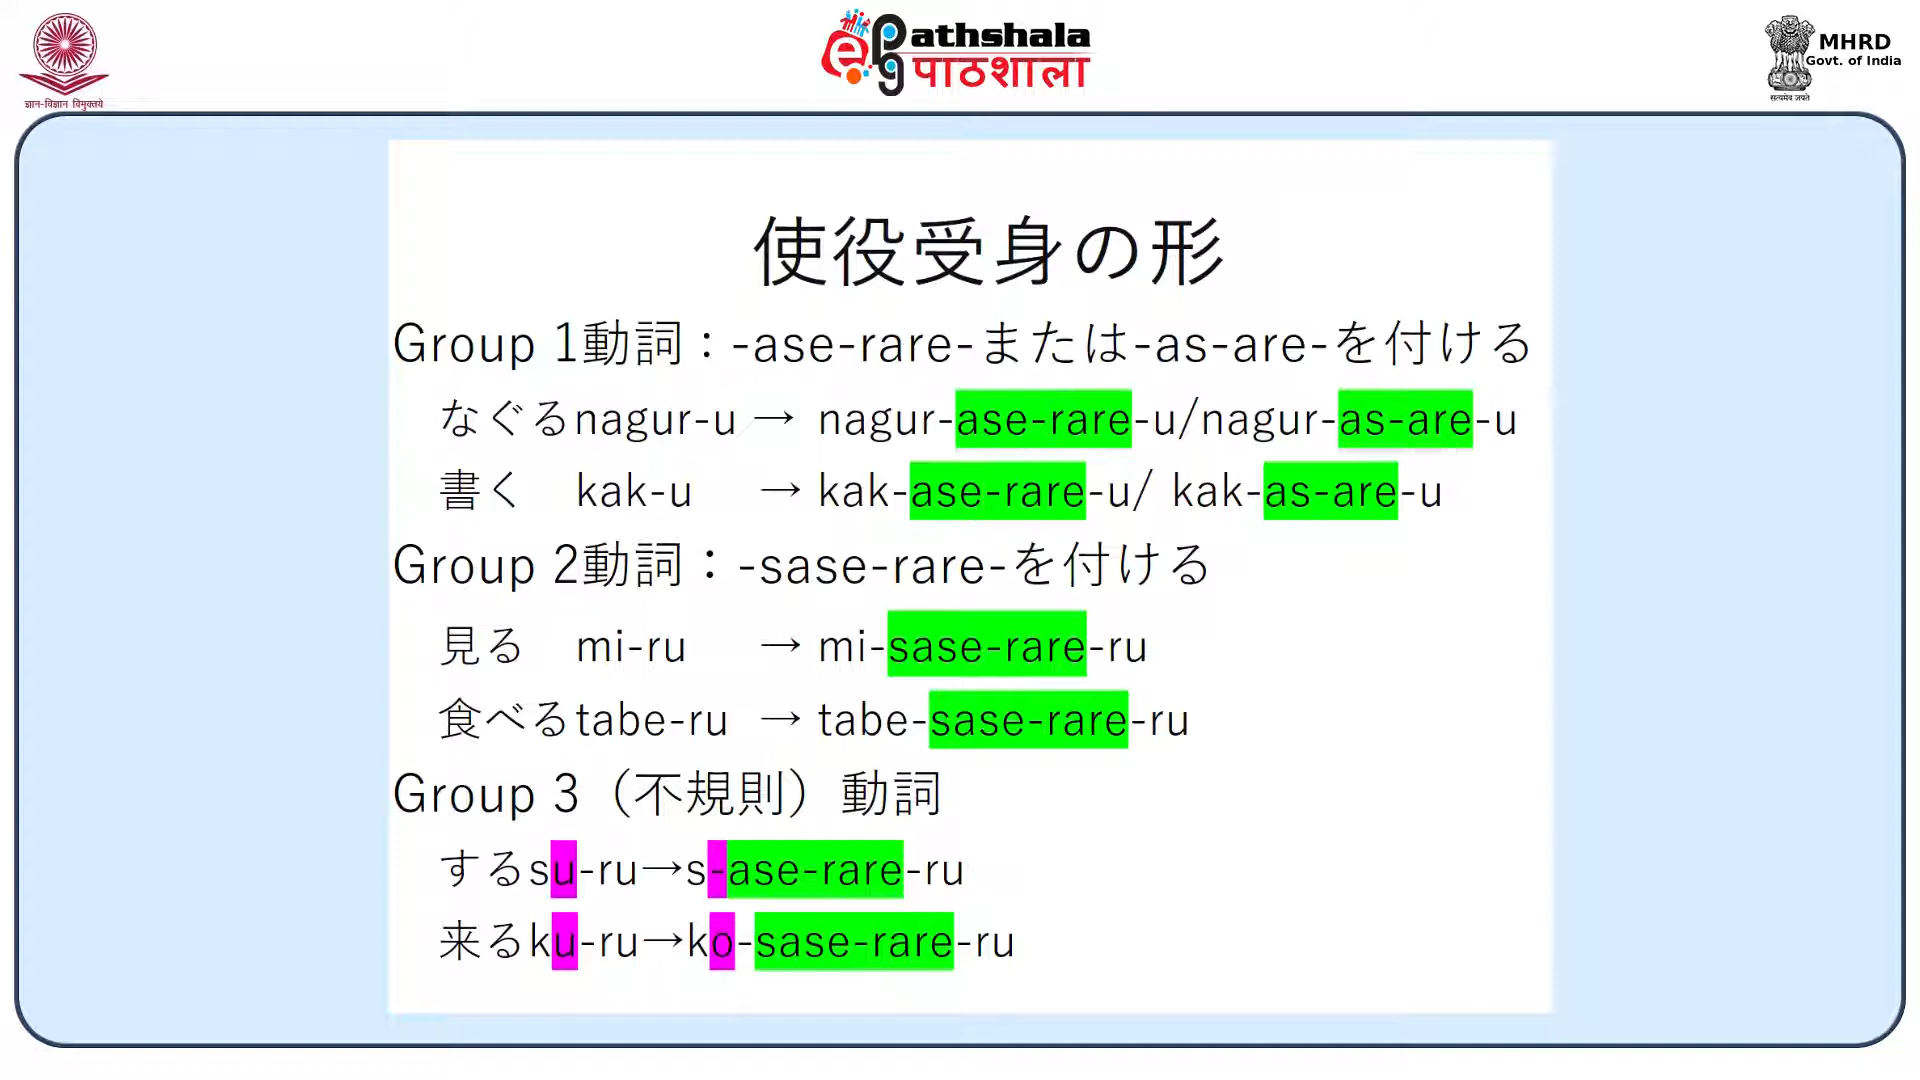 ज्ञान-विज्ञान विमुक्तये
ePathshala
पाठशाला
MHRD
Govt. of India
सत्यमेव जयते
使役受身の形
Group 1動詞：-ase-rare-または-as-are-を付ける
なぐるnagur-u → nagur-ase-rare-u/nagur-as-are-u
書く kak-u → kak-ase-rare-u/ kak-as-are-u
Group 2動詞：-sase-rare-を付ける
見る mi-ru → mi-sase-rare-ru
食べるtabe-ru → tabe-sase-rare-ru
Group 3（不規則）動詞
するsu-ru→s-ase-rare-ru
来るku-ru→ko-sase-rare-ru